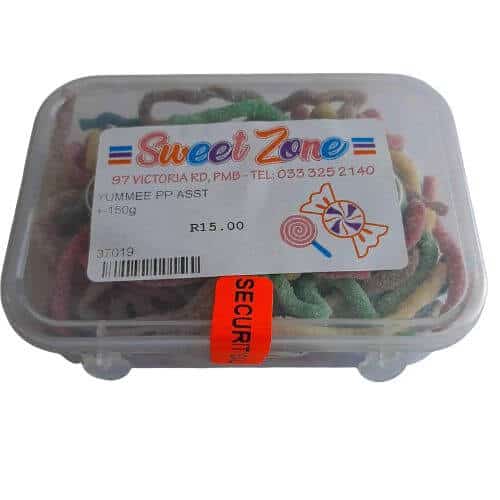 Sweet Zone
97 VICTORIA RD, PMB - TEL: 033 325 2140
YUMMEE PP ASST
+-150g
R15.00
37019
SECURIT